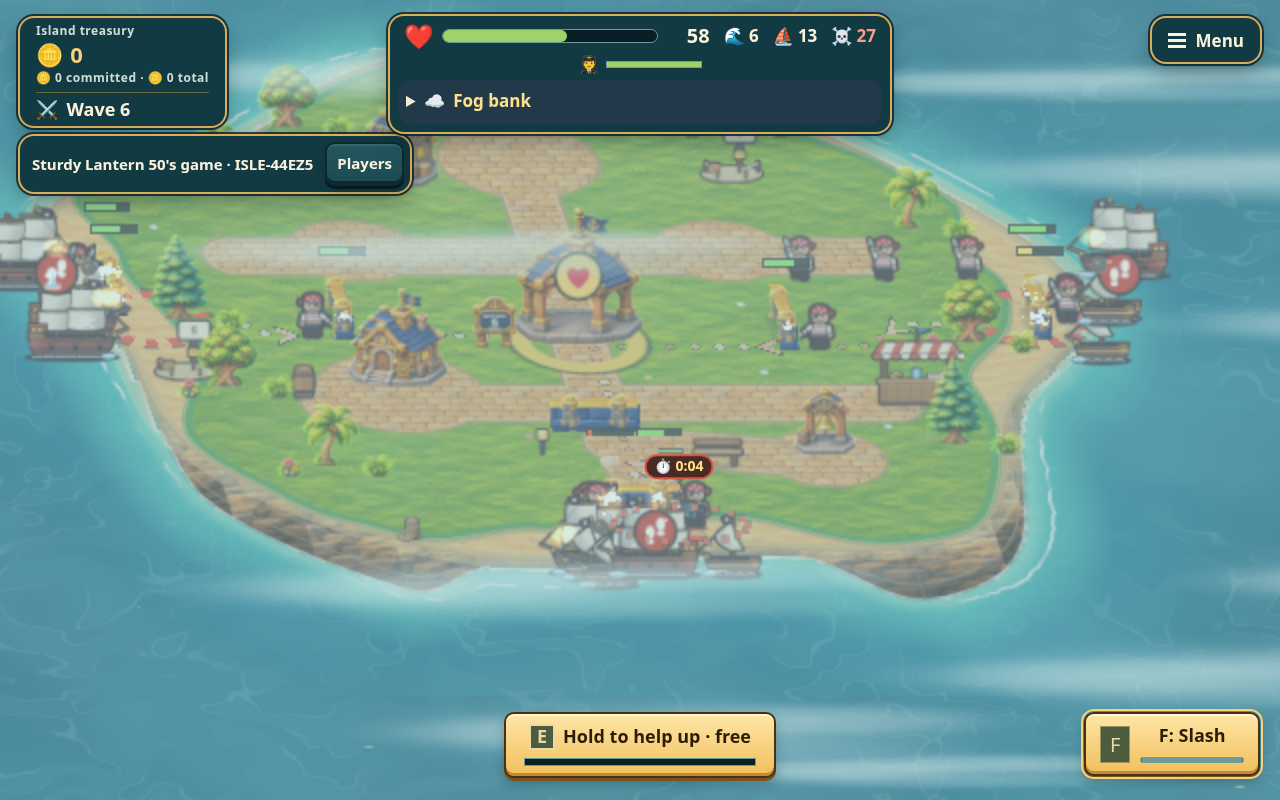 Island treasury
0
0 committed · 0 total
Wave 6
58 6 13 27
Fog bank
Menu
Sturdy Lantern 50's game · ISLE-44EZ5
Players
6
0:04
E Hold to help up · free
F F: Slash